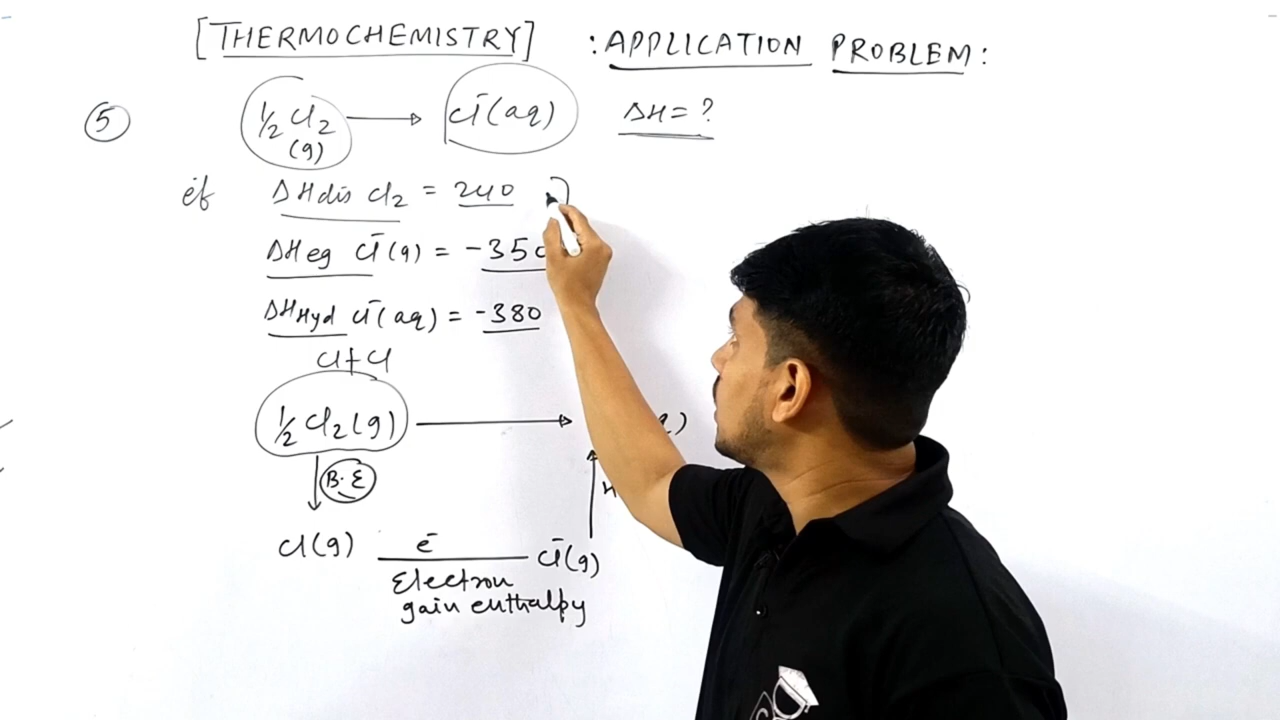 [THERMOCHEMISTRY] : APPLICATION PROBLEM :
⑤ ½ Cl₂ (g) → Cl⁻(aq) ΔH = ?
if ΔHdis Cl₂ = 240
ΔHeg Cl⁻(g) = -350
ΔHHyd Cl⁻(aq) = -380
Cl+Cl
½ Cl₂(g) →
B.E
Cl(g) e⁻ Cl⁻(g)
Electron
gain enthalpy